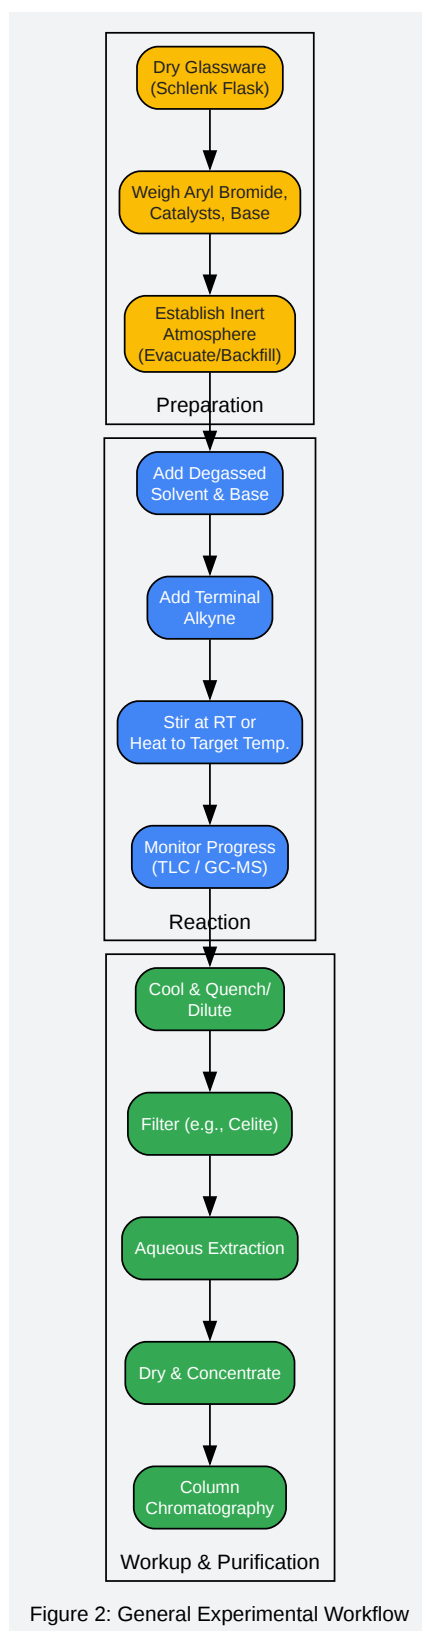 Dry Glassware
(Schlenk Flask)
Weigh Aryl Bromide,
Catalysts, Base
Establish Inert
Atmosphere
(Evacuate/Backfill)
Preparation
Add Degassed
Solvent & Base
Add Terminal
Alkyne
Stir at RT or
Heat to Target Temp.
Monitor Progress
(TLC / GC-MS)
Reaction
Cool & Quench/
Dilute
Filter (e.g., Celite)
Aqueous Extraction
Dry & Concentrate
Column
Chromatography
Workup & Purification
Figure 2: General Experimental Workflow